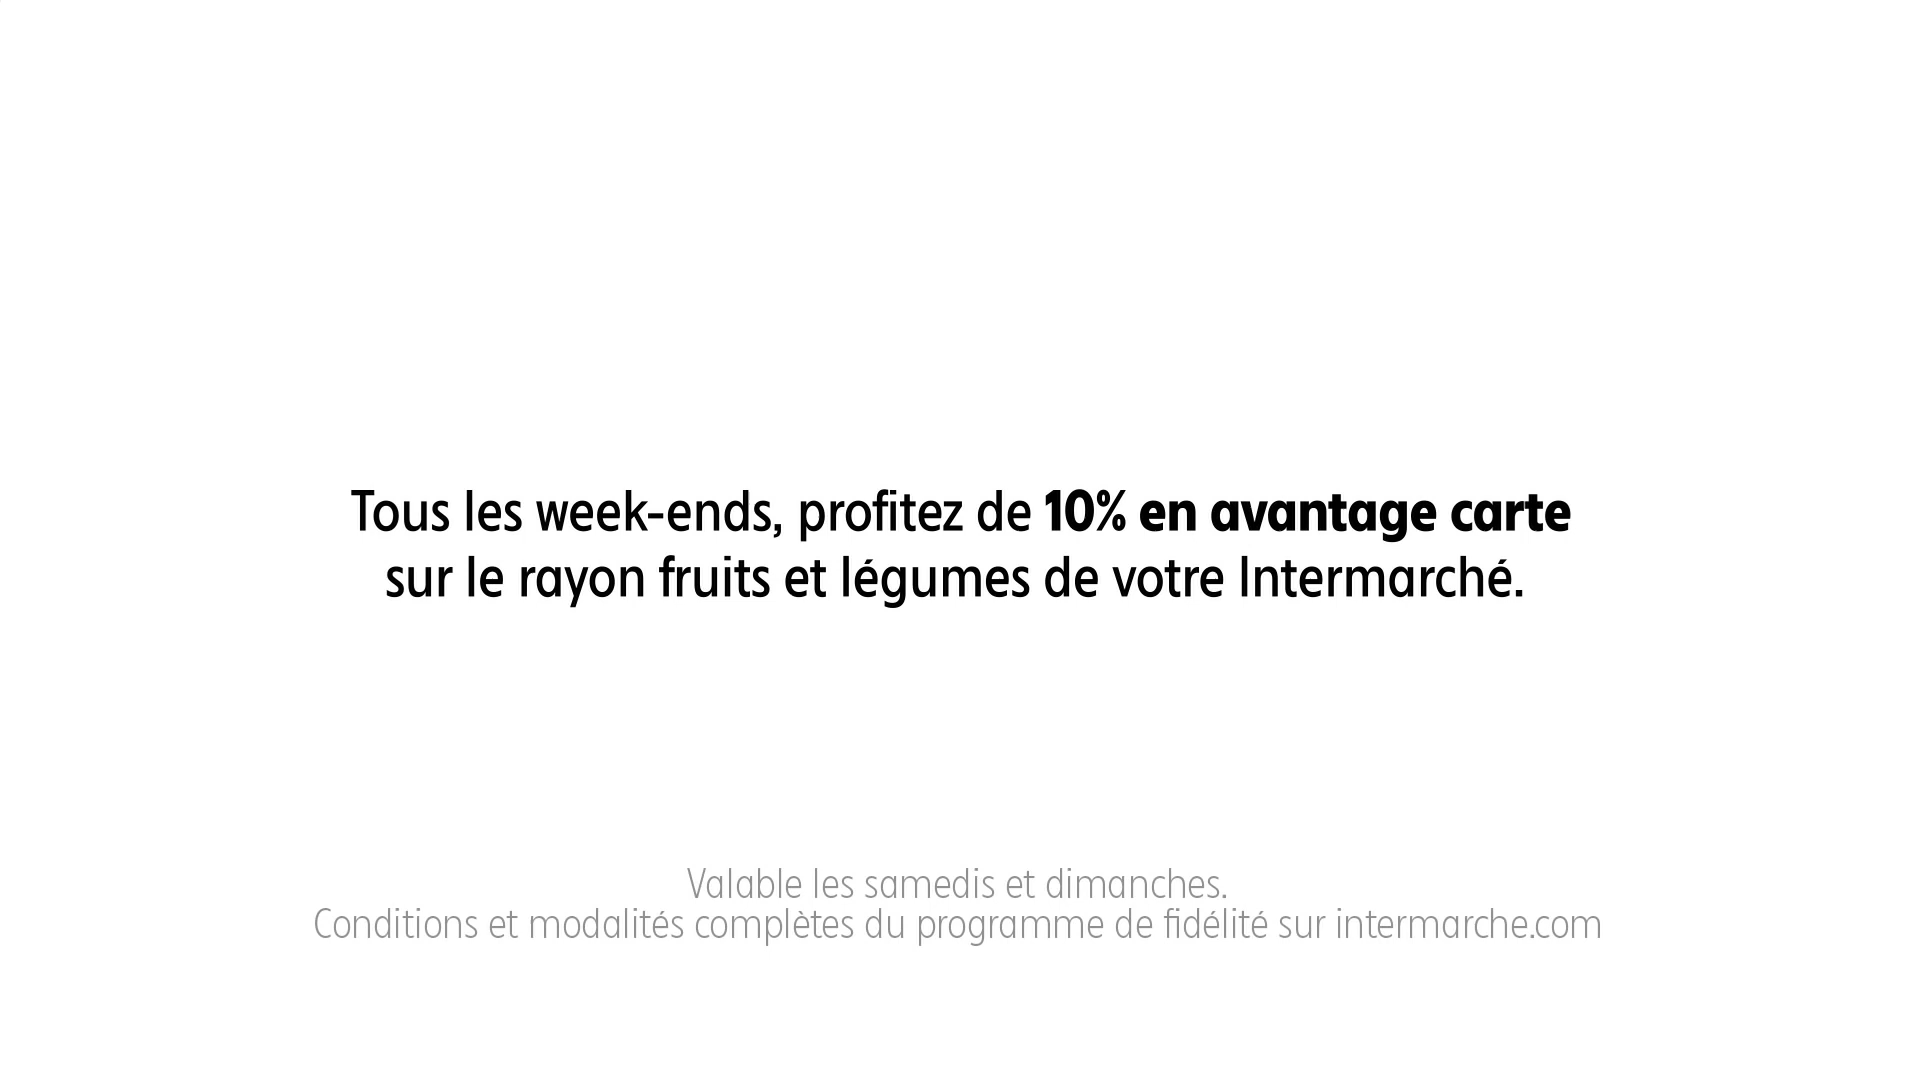 Tous les week-ends, profitez de 10% en avantage carte
sur le rayon fruits et légumes de votre Intermarché.
Valable les samedis et dimanches.
Conditions et modalités complètes du programme de fidélité sur intermarche.com